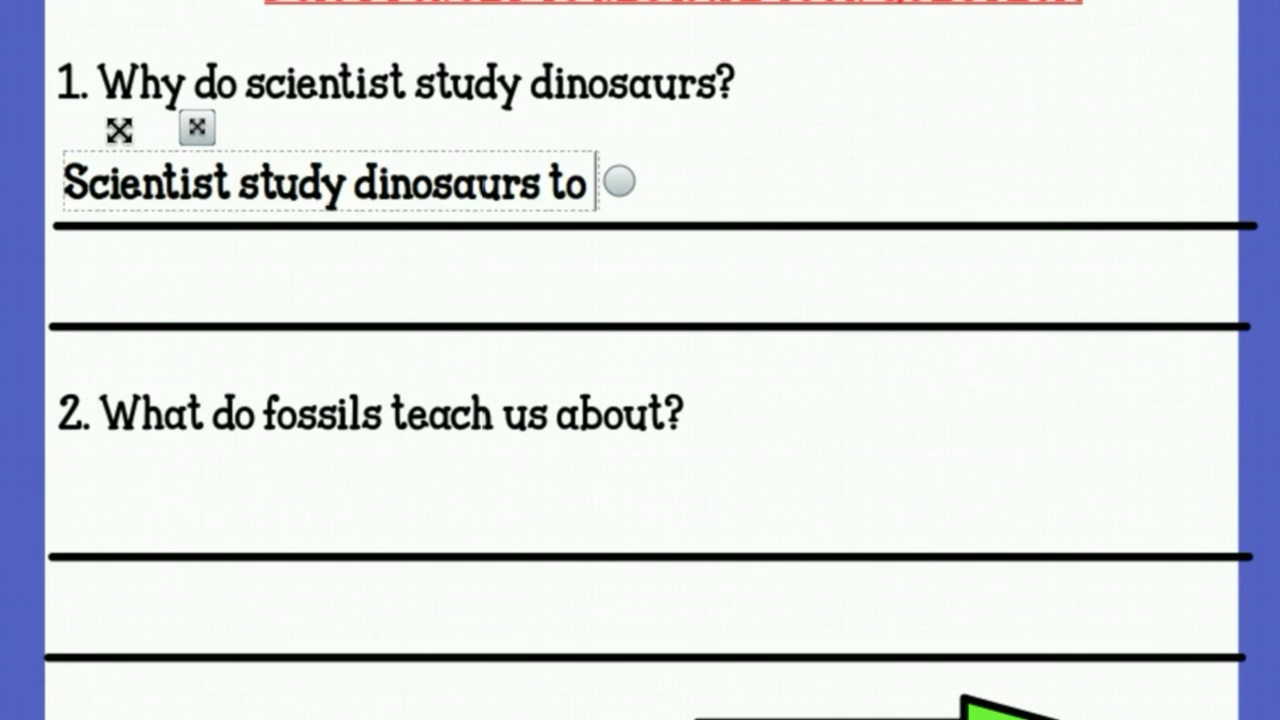 1. Why do scientist study dinosaurs?
Scientist study dinosaurs to
2. What do fossils teach us about?